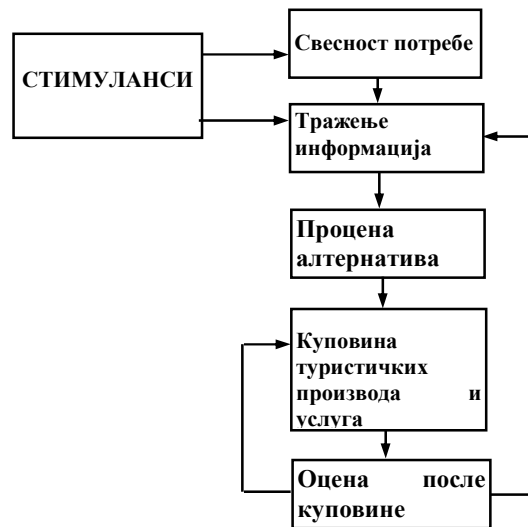 Свесност потребе
СТИМУЛАНСИ
Тражење
информација
Процена
алтернатива
Куповина
туристичких
производа и
услуга
Оцена после
куповине